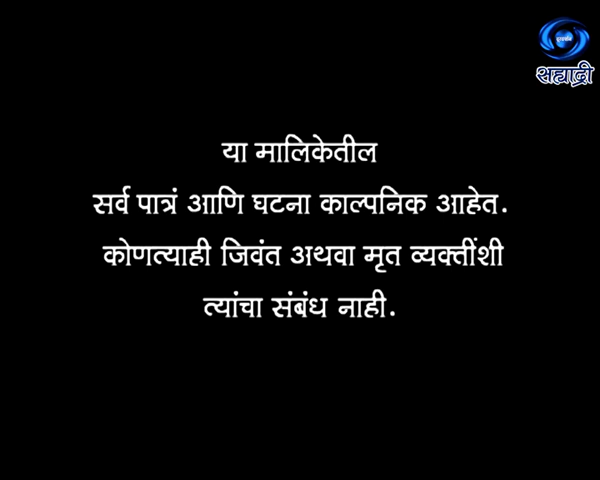 सह्याद्री
या मालिकेतील
सर्व पात्रं आणि घटना काल्पनिक आहेत.
कोणत्याही जिवंत अथवा मृत व्यक्तींशी
त्यांचा संबंध नाही.